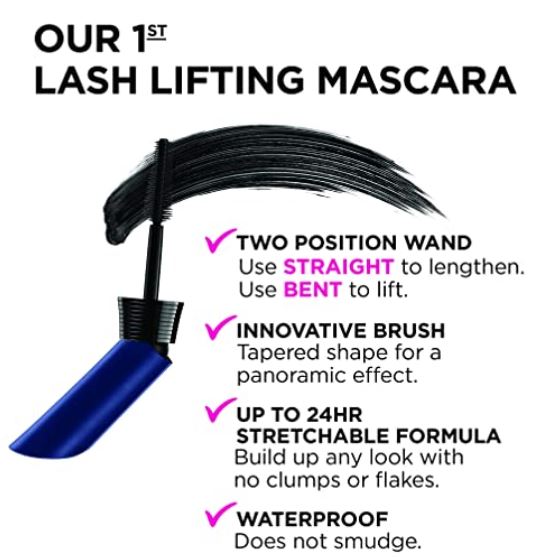 OUR 1ST
LASH LIFTING MASCARA
TWO POSITION WAND
Use STRAIGHT to lengthen.
Use BENT to lift.
INNOVATIVE BRUSH
Tapered shape for a
panoramic effect.
UP TO 24HR
STRETCHABLE FORMULA
Build up any look with
no clumps or flakes.
WATERPROOF
Does not smudge.